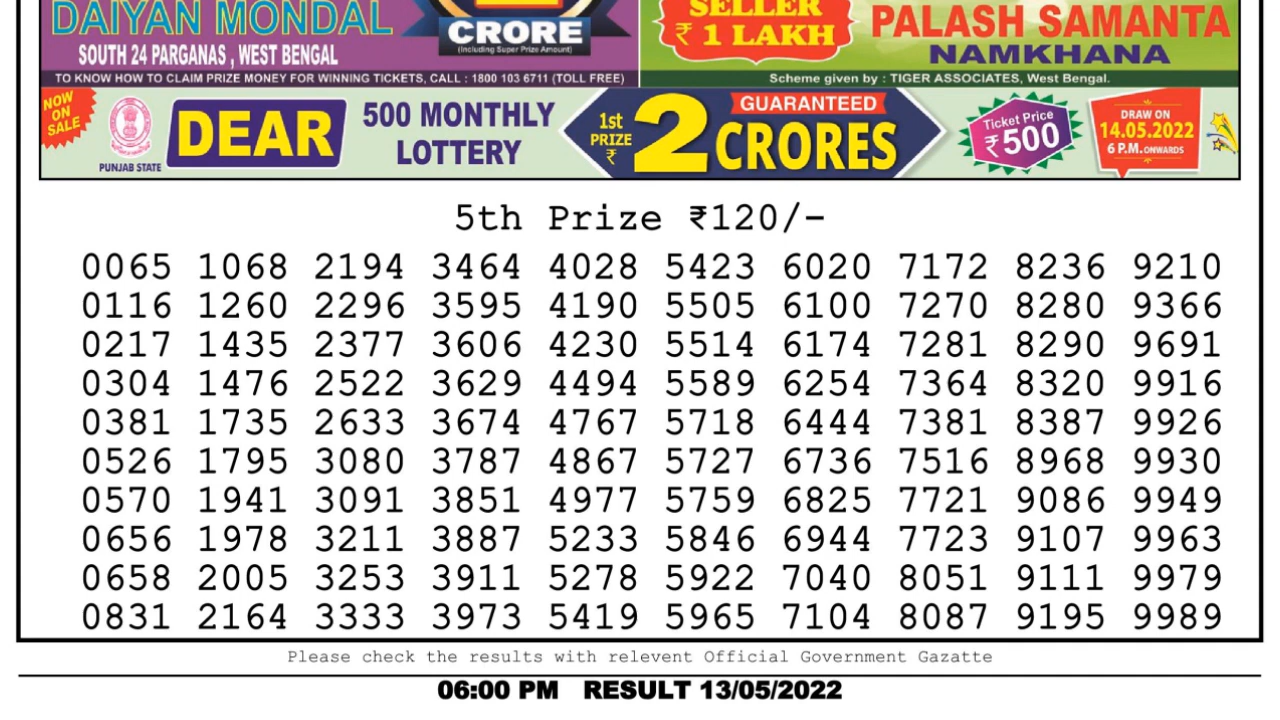 DAIYAN MONDAL
SOUTH 24 PARGANAS , WEST BENGAL
CRORE
(Including Super Prize Amount)
TO KNOW HOW TO CLAIM PRIZE MONEY FOR WINNING TICKETS, CALL : 1800 103 6711 (TOLL FREE)
SELLER
₹ 1 LAKH
PALASH SAMANTA
NAMKHANA
Scheme given by : TIGER ASSOCIATES, West Bengal.
NOW
ON
SALE
PUNJAB STATE
DEAR
500 MONTHLY
LOTTERY
1st
PRIZE
₹
2
GUARANTEED
CRORES
Ticket Price
₹500
DRAW ON
14.05.2022
6 P.M. ONWARDS
5th Prize ₹120/-
0065 1068 2194 3464 4028 5423 6020 7172 8236 9210
0116 1260 2296 3595 4190 5505 6100 7270 8280 9366
0217 1435 2377 3606 4230 5514 6174 7281 8290 9691
0304 1476 2522 3629 4494 5589 6254 7364 8320 9916
0381 1735 2633 3674 4767 5718 6444 7381 8387 9926
0526 1795 3080 3787 4867 5727 6736 7516 8968 9930
0570 1941 3091 3851 4977 5759 6825 7721 9086 9949
0656 1978 3211 3887 5233 5846 6944 7723 9107 9963
0658 2005 3253 3911 5278 5922 7040 8051 9111 9979
0831 2164 3333 3973 5419 5965 7104 8087 9195 9989
Please check the results with relevent Official Government Gazatte
06:00 PM RESULT 13/05/2022